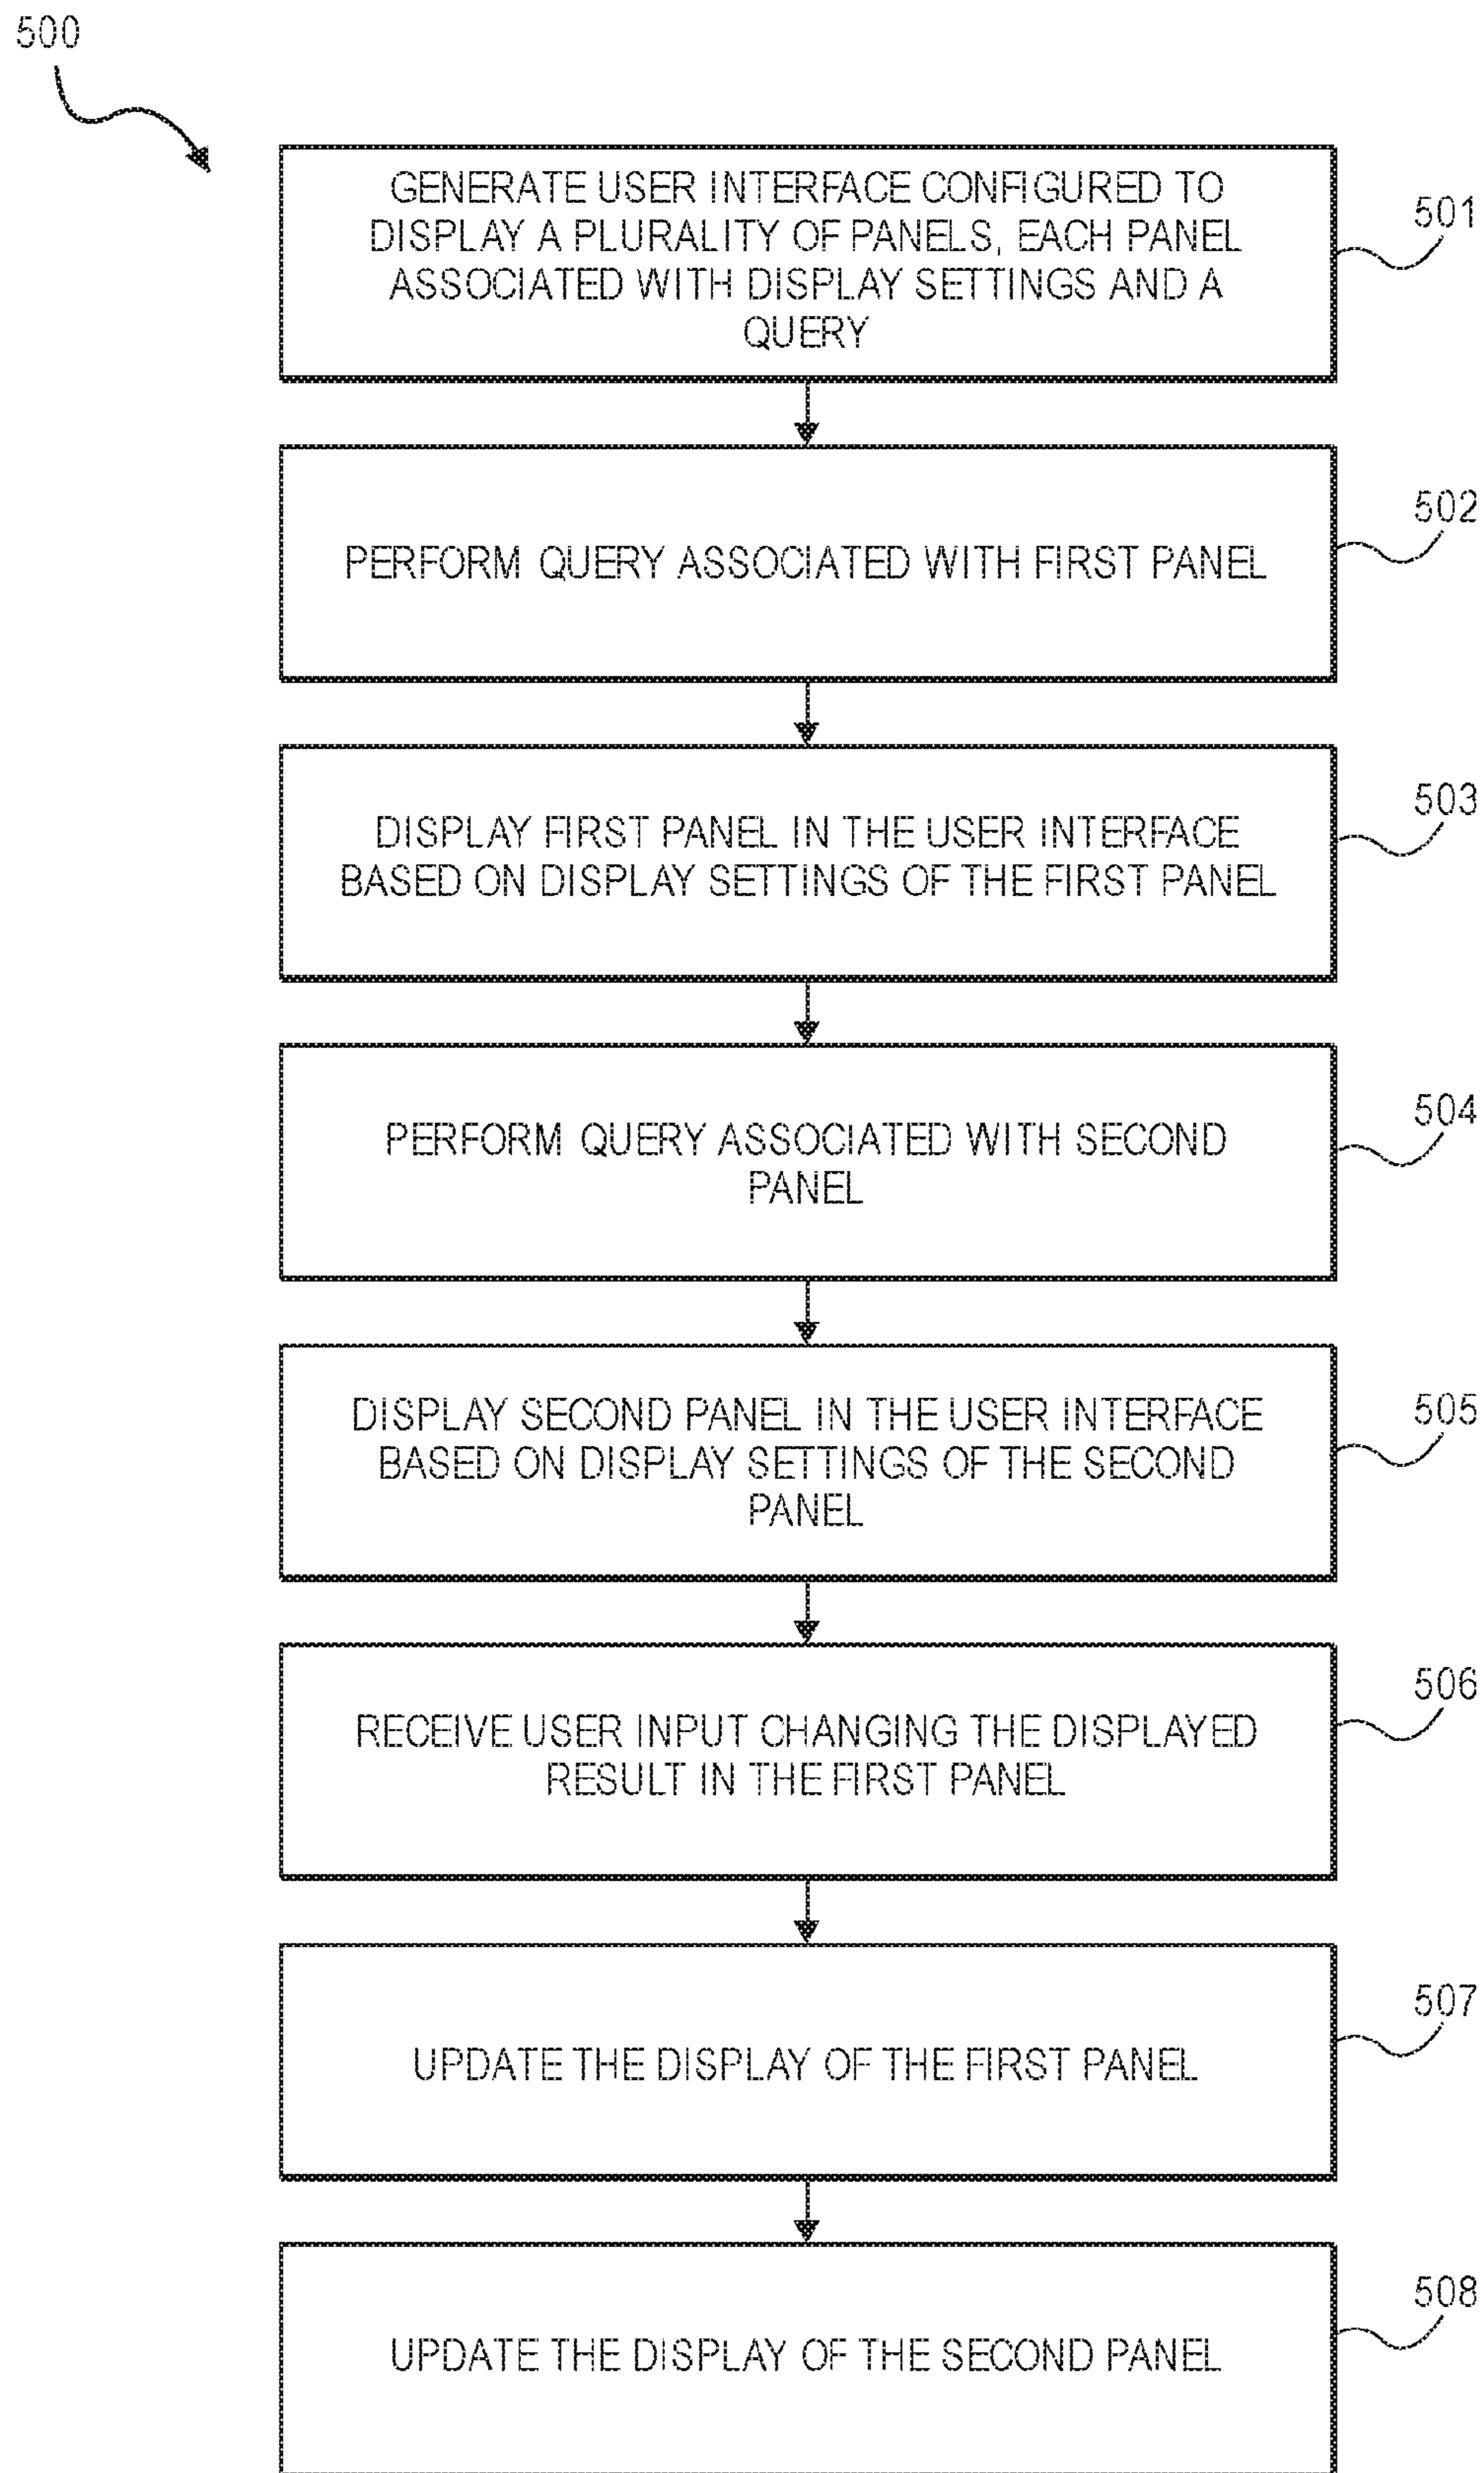 500
GENERATE USER INTERFACE CONFIGURED TO
DISPLAY A PLURALITY OF PANELS, EACH PANEL
ASSOCIATED WITH DISPLAY SETTINGS AND A
QUERY
501
PERFORM QUERY ASSOCIATED WITH FIRST PANEL
502
DISPLAY FIRST PANEL IN THE USER INTERFACE
BASED ON DISPLAY SETTINGS OF THE FIRST PANEL
503
PERFORM QUERY ASSOCIATED WITH SECOND
PANEL
504
DISPLAY SECOND PANEL IN THE USER INTERFACE
BASED ON DISPLAY SETTINGS OF THE SECOND
PANEL
505
RECEIVE USER INPUT CHANGING THE DISPLAYED
RESULT IN THE FIRST PANEL
506
UPDATE THE DISPLAY OF THE FIRST PANEL
507
UPDATE THE DISPLAY OF THE SECOND PANEL
508